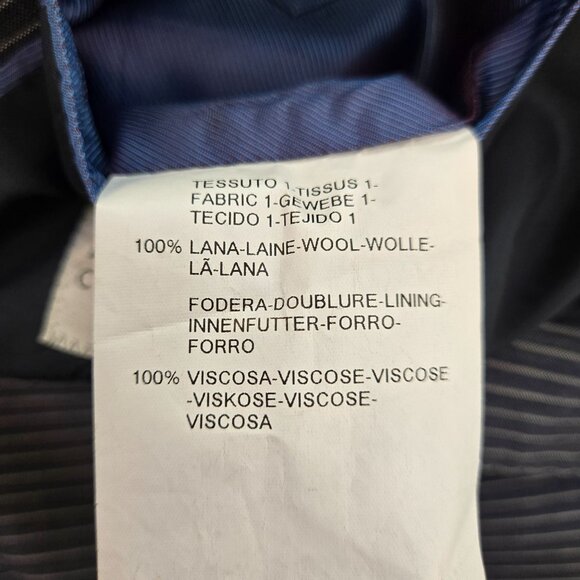 TESSUTO 1-TISSUS 1-
FABRIC 1-GEWEBE 1-
TECIDO 1-TEJIDO 1
100% LANA-LAINE-WOOL-WOLLE-
LÃ-LANA
FODERA-DOUBLURE-LINING-
INNENFUTTER-FORRO-
FORRO
100% VISCOSA-VISCOSE-VISCOSE
-VISKOSE-VISCOSE-
VISCOSA